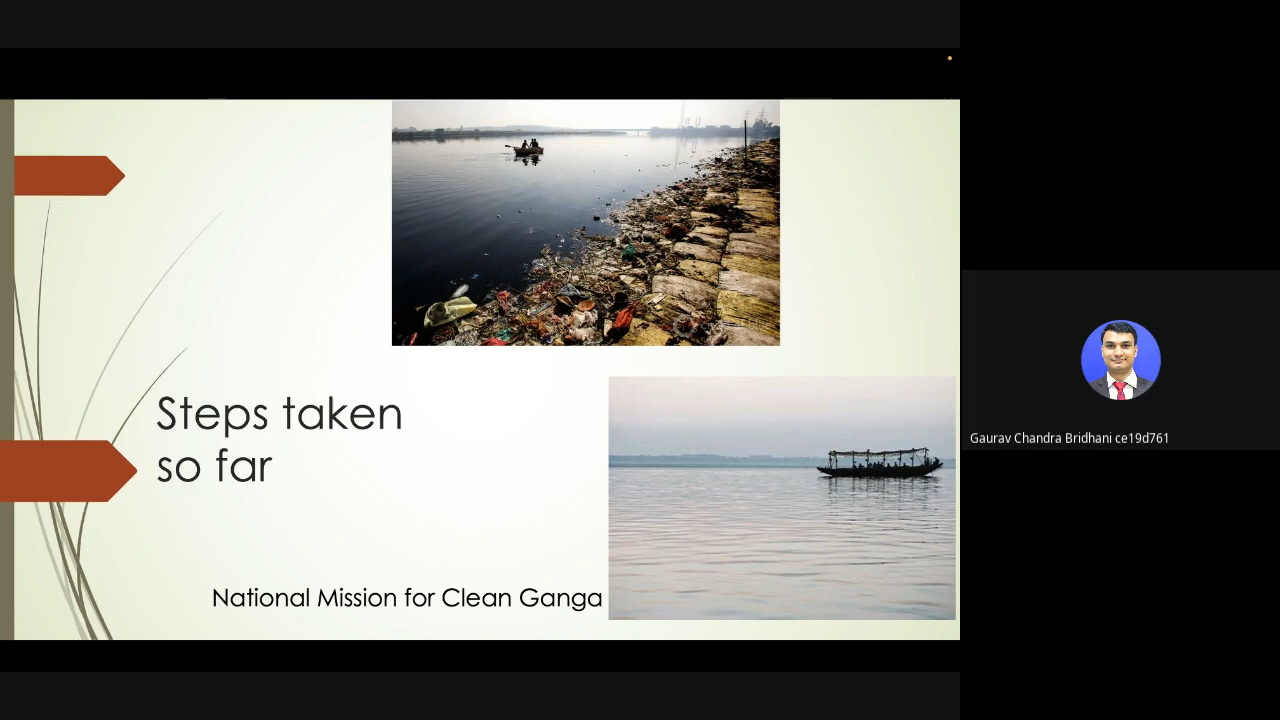 Steps taken
so far
National Mission for Clean Ganga
Gaurav Chandra Bridhani ce19d761